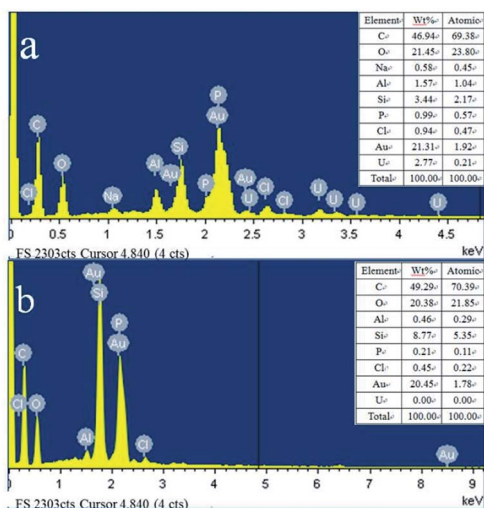 a
Element Wt% Atomic
C 46.94 69.38
O 21.45 23.80
Na 0.58 0.45
Al 1.57 1.04
Si 3.44 2.17
P 0.99 0.57
Cl 0.94 0.47
Au 21.31 1.92
U 2.77 0.21
Total 100.00 100.00
P
Au
C Si
O Al Au Cl
Cl Na P U Cl U U U U
Au
0 0.5 1 1.5 2 2.5 3 3.5 4 4.5
FS 2303cts Cursor 4.840 (4 cts) keV
b
Element Wt% Atomic
C 49.29 70.39
O 20.38 21.85
Al 0.46 0.29
Si 8.77 5.35
P 0.21 0.11
Cl 0.45 0.22
Au 20.45 1.78
U 0.00 0.00
Total 100.00 100.00
Au
Si
P
Au
C
Cl O
Al Cl Au
0 1 2 3 4 5 6 7 8 9
FS 2303cts Cursor 4.840 (4 cts) keV